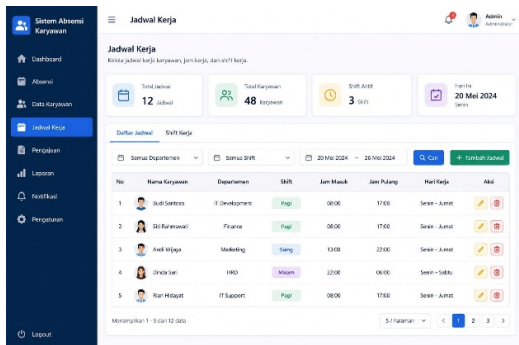 Sistem Absensi
Karyawan
Dashboard
Absensi
Data Karyawan
Jadwal Kerja
Pengajuan
Laporan
Notifikasi
Pengaturan
Logout
Jadwal Kerja
Admin
Administrator
Jadwal Kerja
Kelola jadwal kerja karyawan, jam kerja, dan shift kerja.
Total Jadwal
12 Jadwal
Total Karyawan
48 Karyawan
Shift Aktif
3 Shift
Hari Ini
20 Mei 2024
Senin
Daftar Jadwal Shift Kerja
Semua Departemen Semua Shift 20 Mei 2024 - 26 Mei 2024 Cari + Tambah Jadwal
No Nama Karyawan Departemen Shift Jam Masuk Jam Pulang Hari Kerja Aksi
1 Budi Santoso IT Development Pagi 08:00 17:00 Senin - Jumat
2 Siti Rahmawati Finance Pagi 08:00 17:00 Senin - Jumat
3 Andi Wijaya Marketing Siang 13:00 22:00 Senin - Jumat
4 Dinda Sari HRD Malam 22:00 06:00 Senin - Sabtu
5 Rian Hidayat IT Support Pagi 08:00 17:00 Senin - Jumat
Menampilkan 1 - 5 dari 12 data
5 / halaman < 1 2 3 >